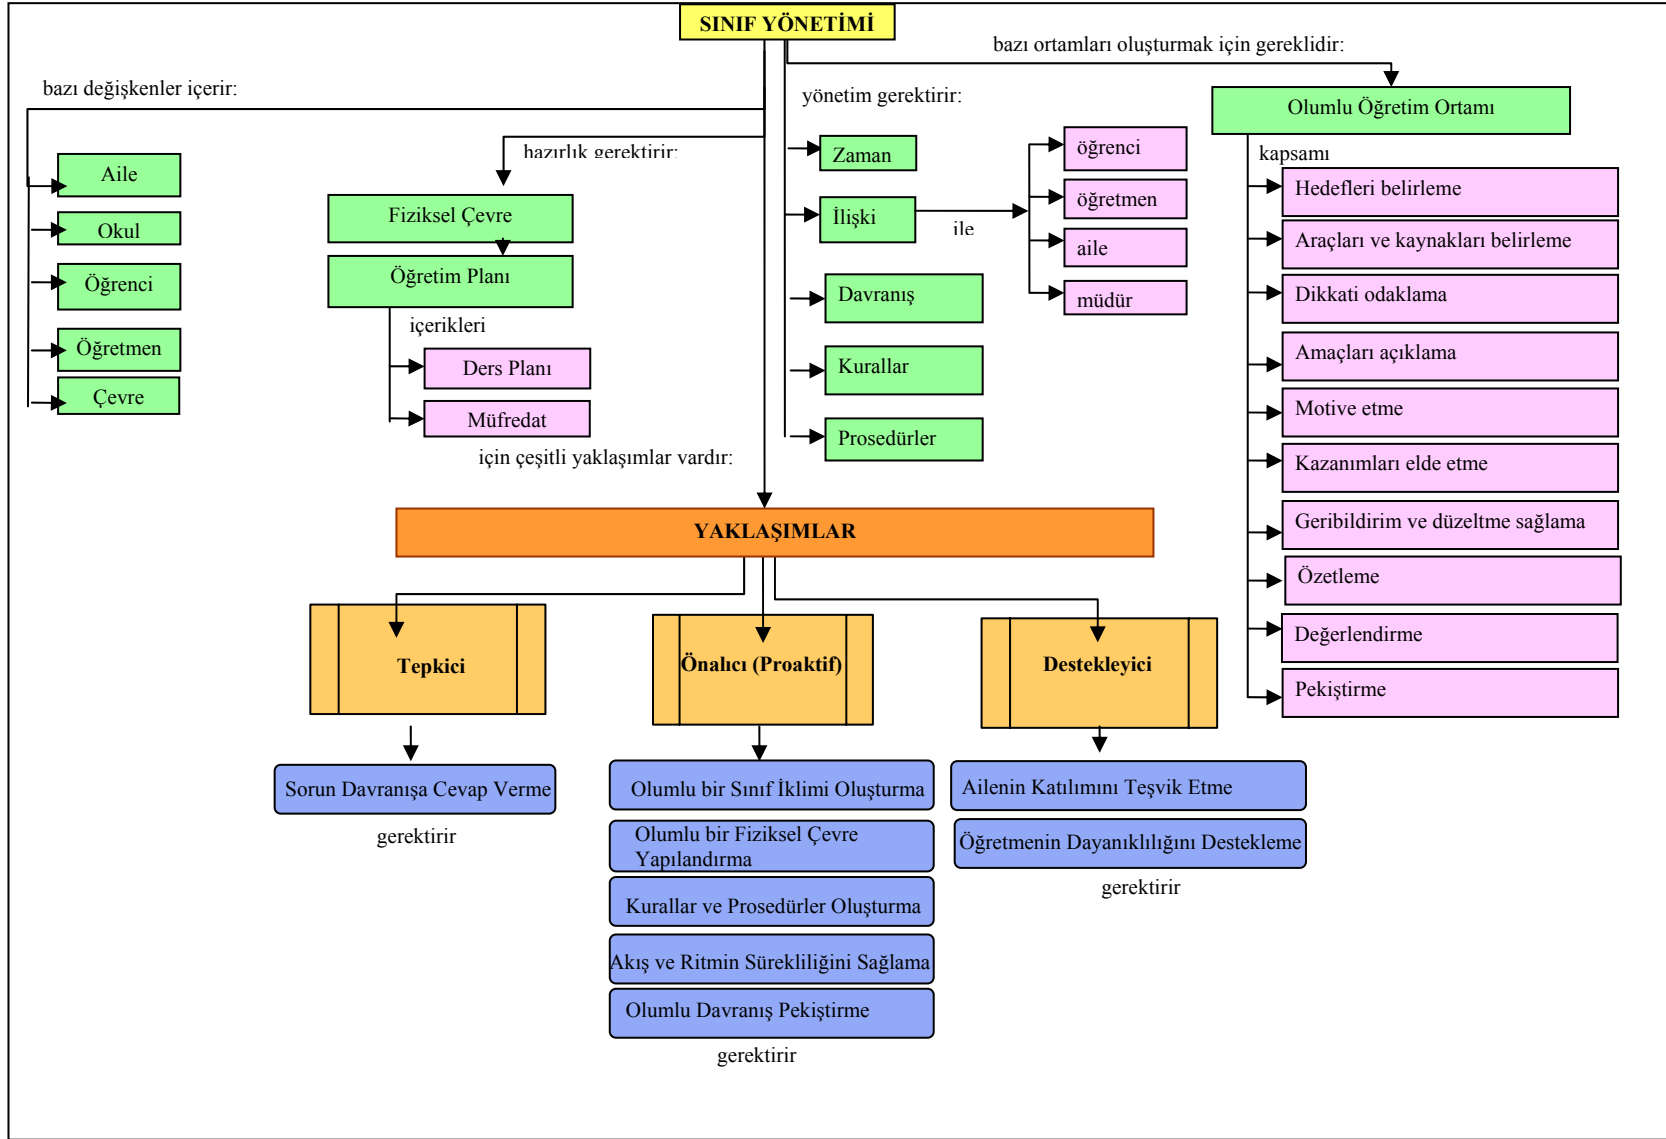 SINIF YÖNETİMİ
bazı ortamları oluşturmak için gereklidir:
bazı değişkenler içerir:
yönetim gerektirir:
Olumlu Öğretim Ortamı
hazırlık gerektirir:
kapsamı
Aile
Okul
Öğrenci
Öğretmen
Çevre
Fiziksel Çevre
Öğretim Planı
içerikleri
Ders Planı
Müfredat
Zaman
İlişki
ile
öğrenci
öğretmen
aile
müdür
Davranış
Kurallar
Prosedürler
Hedefleri belirleme
Araçları ve kaynakları belirleme
Dikkati odaklama
Amaçları açıklama
Motive etme
Kazanımları elde etme
Geribildirim ve düzeltme sağlama
Özetleme
Değerlendirme
Pekiştirme
için çeşitli yaklaşımlar vardır:
YAKLAŞIMLAR
Tepkici
Önalıcı (Proaktif)
Destekleyici
Sorun Davranışa Cevap Verme
gerektirir
Olumlu bir Sınıf İklimi Oluşturma
Olumlu bir Fiziksel Çevre
Yapılandırma
Kurallar ve Prosedürler Oluşturma
Akış ve Ritmin Sürekliliğini Sağlama
Olumlu Davranış Pekiştirme
gerektirir
Ailenin Katılımını Teşvik Etme
Öğretmenin Dayanıklılığını Destekleme
gerektirir